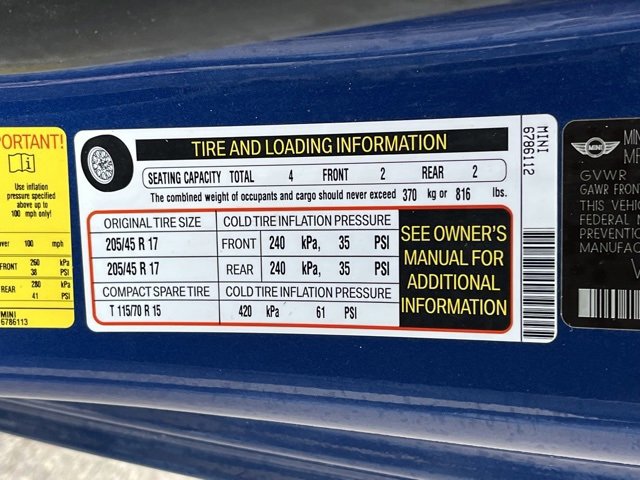 PORTANT!
Use inflation
pressure specified
above up to
100 mph only!
over 100 mph
FRONT 260 kPa
38 PSI
REAR 280 kPa
41 PSI
MINI
6786113
TIRE AND LOADING INFORMATION
SEATING CAPACITY TOTAL 4 FRONT 2 REAR 2
The combined weight of occupants and cargo should never exceed 370 kg or 816 lbs.
ORIGINAL TIRE SIZE COLD TIRE INFLATION PRESSURE
205/45 R 17 FRONT 240 kPa, 35 PSI
205/45 R 17 REAR 240 kPa, 35 PSI
COMPACT SPARE TIRE COLD TIRE INFLATION PRESSURE
T 115/70 R 15 420 kPa 61 PSI
SEE OWNER'S
MANUAL FOR
ADDITIONAL
INFORMATION
MINI
6786112
MINI
GVWR
GAWR FRONT
THIS VEHIC
FEDERAL
PREVENTION
MANUFAC